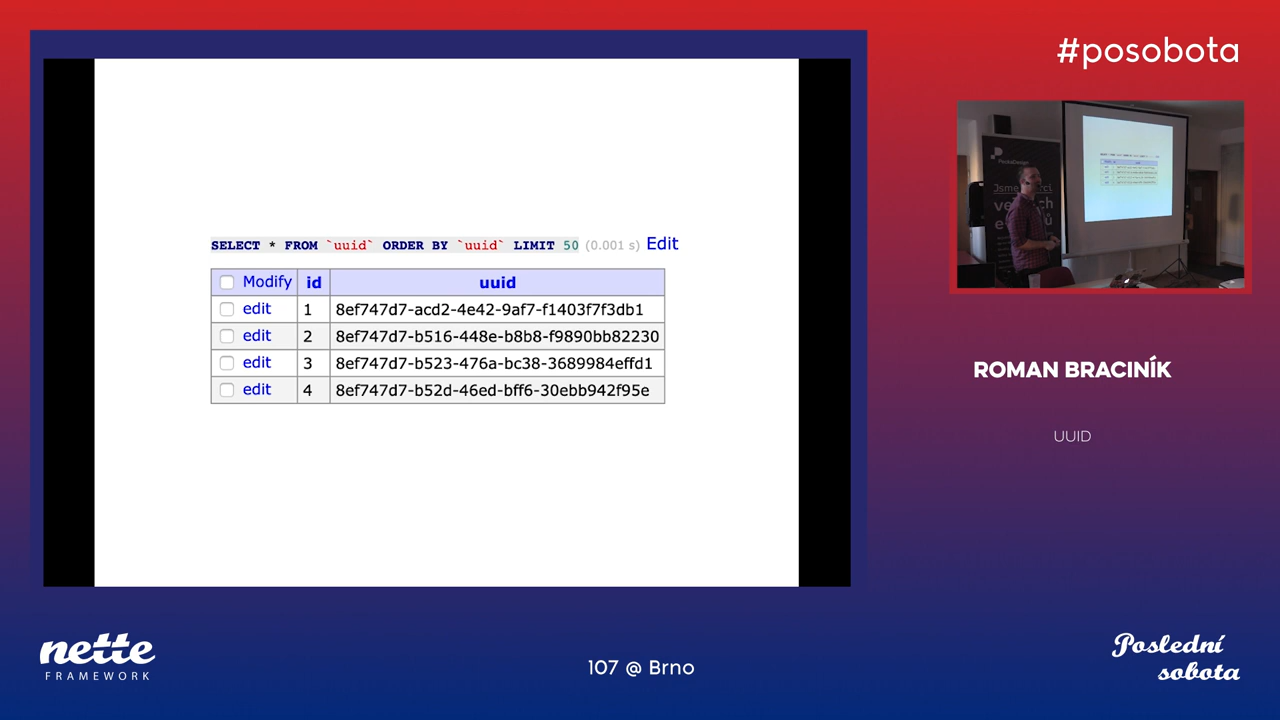 #posobota
SELECT * FROM `uuid` ORDER BY `uuid` LIMIT 50 (0.001 s) Edit
Modify id uuid
edit 1 8ef747d7-acd2-4e42-9af7-f1403f7f3db1
edit 2 8ef747d7-b516-448e-b8b8-f9890bb82230
edit 3 8ef747d7-b523-476a-bc38-3689984effd1
edit 4 8ef747d7-b52d-46ed-bff6-30ebb942f95e
PeckaDesign
Jsme
ROMAN BRACINÍK
UUID
nette
FRAMEWORK
107 @ Brno
Poslední
sobota